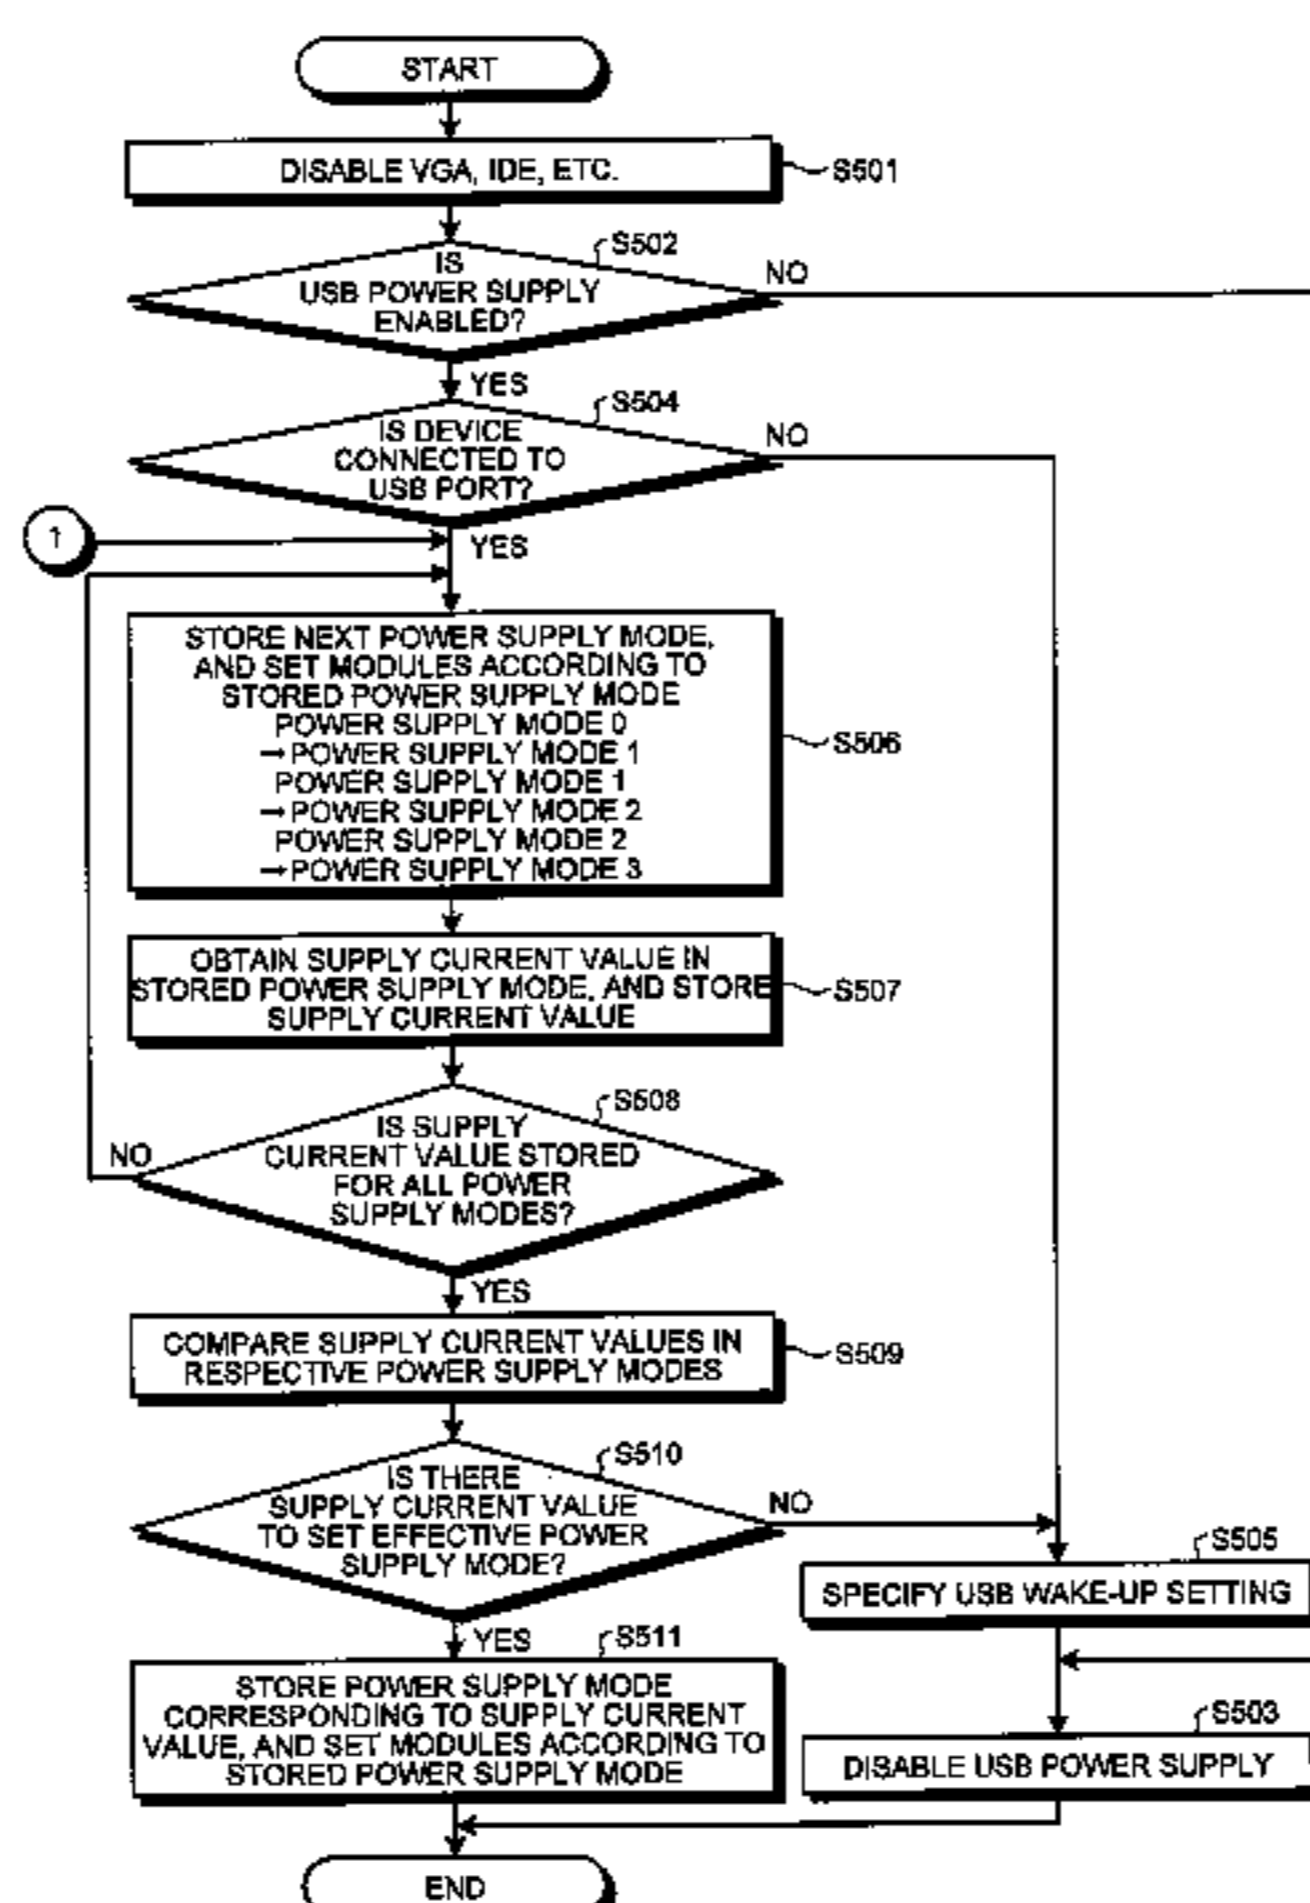 START
DISABLE VGA, IDE, ETC.
S501
S502
IS
USB POWER SUPPLY
ENABLED?
NO
YES
S504
IS DEVICE
CONNECTED TO
USB PORT?
NO
1
YES
STORE NEXT POWER SUPPLY MODE,
AND SET MODULES ACCORDING TO
STORED POWER SUPPLY MODE
POWER SUPPLY MODE 0
→POWER SUPPLY MODE 1
POWER SUPPLY MODE 1
→POWER SUPPLY MODE 2
POWER SUPPLY MODE 2
→POWER SUPPLY MODE 3
S506
OBTAIN SUPPLY CURRENT VALUE IN
STORED POWER SUPPLY MODE, AND STORE
SUPPLY CURRENT VALUE
S507
S508
IS SUPPLY
CURRENT VALUE STORED
FOR ALL POWER
SUPPLY MODES?
NO
YES
COMPARE SUPPLY CURRENT VALUES IN
RESPECTIVE POWER SUPPLY MODES
S509
S510
IS THERE
SUPPLY CURRENT VALUE
TO SET EFFECTIVE POWER
SUPPLY MODE?
NO
S505
SPECIFY USB WAKE-UP SETTING
YES
S511
STORE POWER SUPPLY MODE
CORRESPONDING TO SUPPLY CURRENT
VALUE, AND SET MODULES ACCORDING TO
STORED POWER SUPPLY MODE
S503
DISABLE USB POWER SUPPLY
END